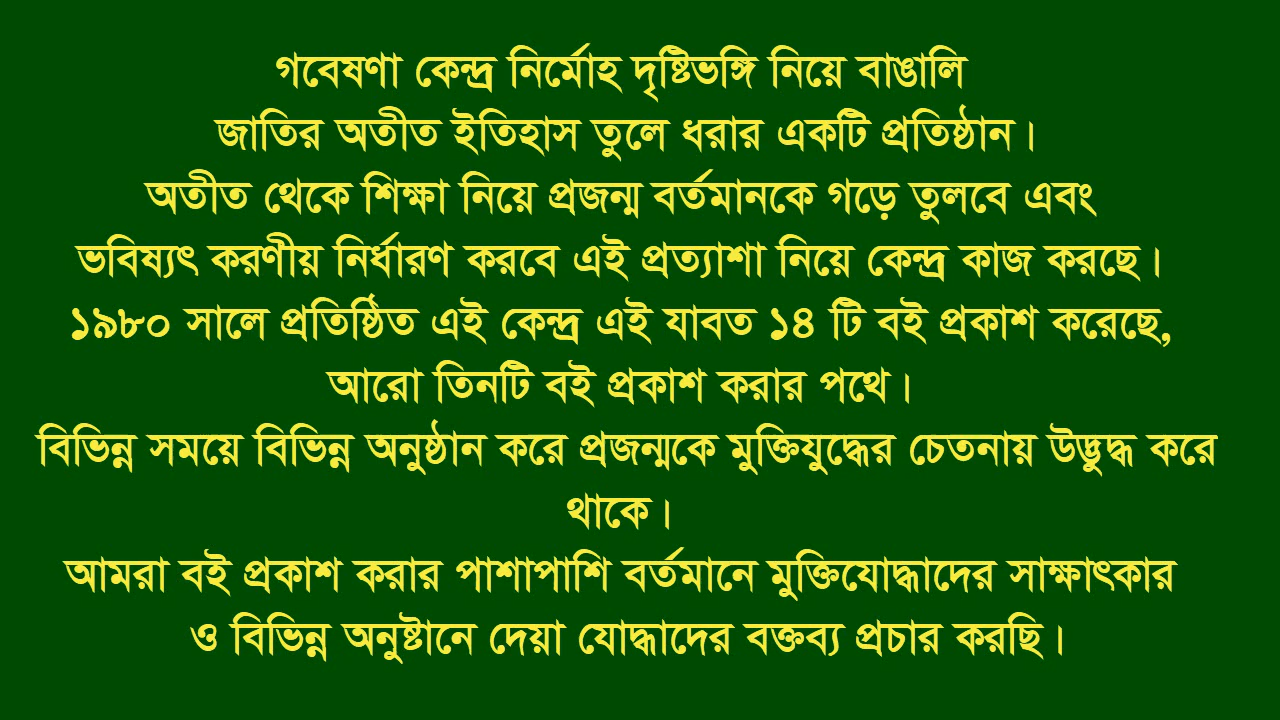 গবেষণা কেন্দ্র নির্মোহ দৃষ্টিভঙ্গি নিয়ে বাঙালি
জাতির অতীত ইতিহাস তুলে ধরার একটি প্রতিষ্ঠান।
অতীত থেকে শিক্ষা নিয়ে প্রজন্ম বর্তমানকে গড়ে তুলবে এবং
ভবিষ্যৎ করণীয় নির্ধারণ করবে এই প্রত্যাশা নিয়ে কেন্দ্র কাজ করছে।
১৯৮০ সালে প্রতিষ্ঠিত এই কেন্দ্র এই যাবত ১৪ টি বই প্রকাশ করেছে,
আরো তিনটি বই প্রকাশ করার পথে।
বিভিন্ন সময়ে বিভিন্ন অনুষ্ঠান করে প্রজন্মকে মুক্তিযুদ্ধের চেতনায় উদ্ভুদ্ধ করে
থাকে।
আমরা বই প্রকাশ করার পাশাপাশি বর্তমানে মুক্তিযোদ্ধাদের সাক্ষাৎকার
ও বিভিন্ন অনুষ্টানে দেয়া যোদ্ধাদের বক্তব্য প্রচার করছি।